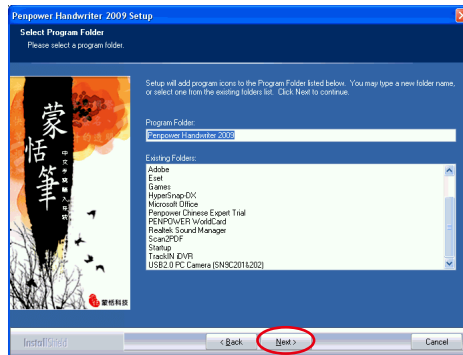 Penpower Handwriter 2009 Setup
Select Program Folder
Please select a program folder.
Setup will add program icons to the Program Folder listed below. You may type a new folder name,
or select one from the existing folders list. Click Next to continue.
Program Folder:
Penpower Handwriter 2009
Existing Folders:
Adobe
Eset
Games
HyperSnap-DX
Microsoft Office
Penpower Chinese Expert Trial
PENPOWER WorldCard
Realtek Sound Manager
Scan2PDF
Startup
TrackIN iDVR
USB2.0 PC Camera (SN9C201&202)
蒙恬筆
中文手寫輸入系統
蒙恬科技
InstallShield
< Back
Next >
Cancel